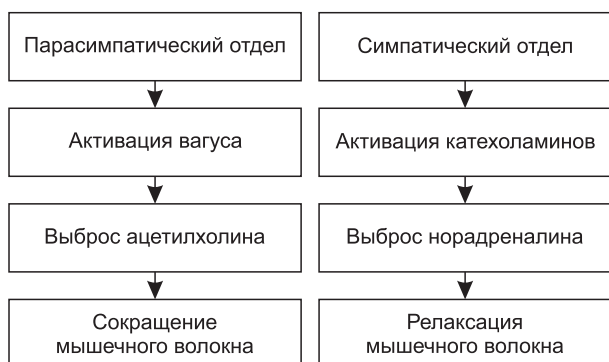 Парасимпатический отдел
Активация вагуса
Выброс ацетилхолина
Сокращение
мышечного волокна
Симпатический отдел
Активация катехоламинов
Выброс норадреналина
Релаксация
мышечного волокна